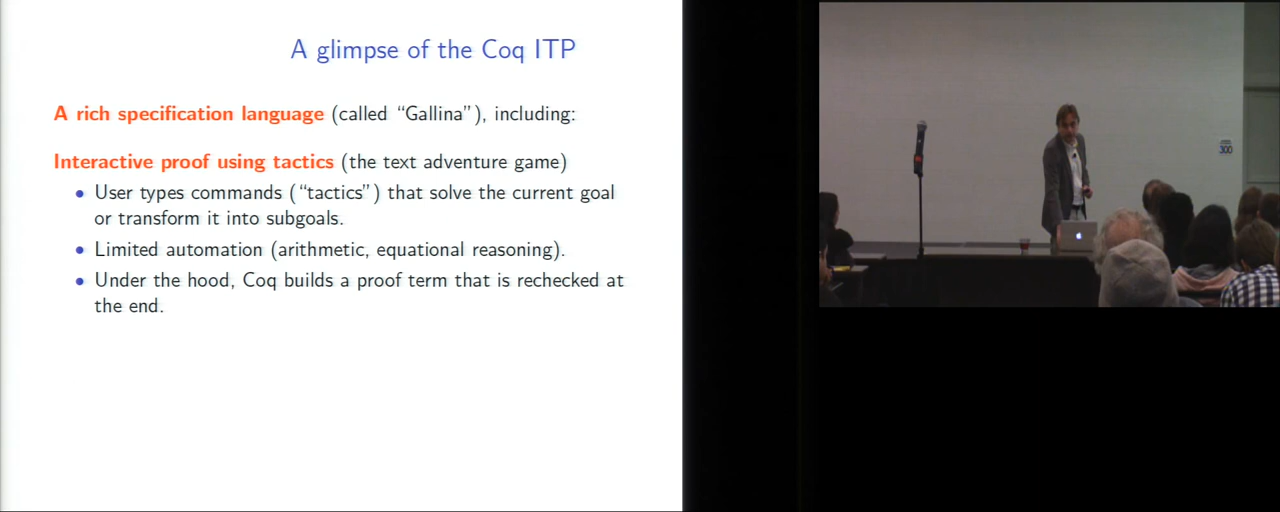 A glimpse of the Coq ITP
A rich specification language (called “Gallina”), including:
Interactive proof using tactics (the text adventure game)
• User types commands (“tactics”) that solve the current goal
or transform it into subgoals.
• Limited automation (arithmetic, equational reasoning).
• Under the hood, Coq builds a proof term that is rechecked at
the end.
300